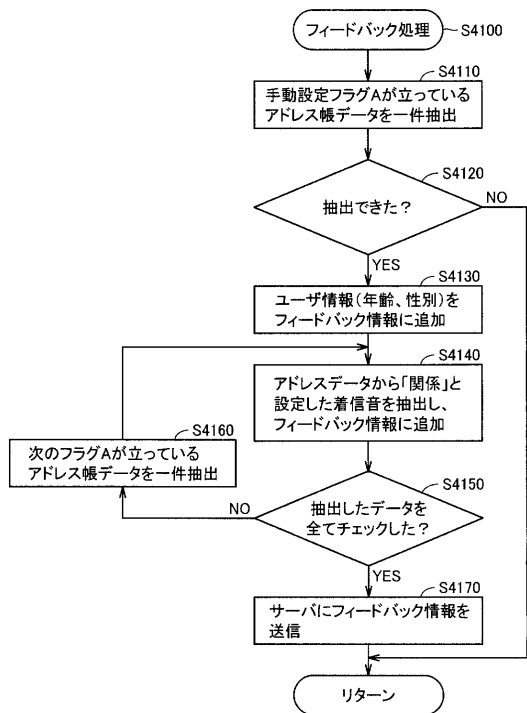 フィードバック処理
S4100
S4110
手動設定フラグAが立っている
アドレス帳データを一件抽出
S4120
抽出できた？
NO
YES
S4130
ユーザ情報(年齢、性別)を
フィードバック情報に追加
S4140
アドレスデータから「関係」と
設定した着信音を抽出し、
フィードバック情報に追加
S4160
次のフラグAが立っている
アドレス帳データを一件抽出
S4150
抽出したデータを
全てチェックした？
NO
YES
S4170
サーバにフィードバック情報を
送信
リターン